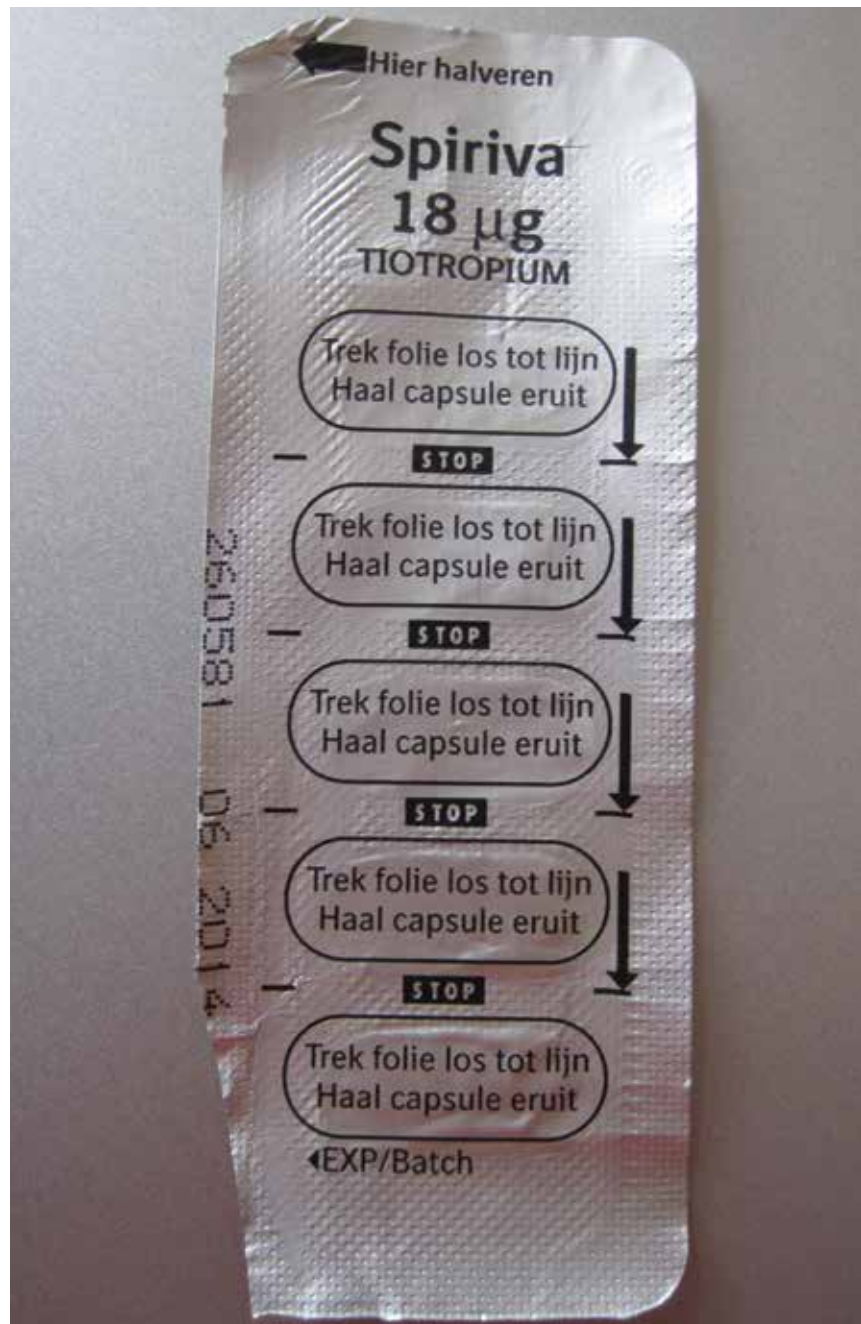 Hier halveren
Spiriva
18 µg
TIOTROPIUM
Trek folie los tot lijn
Haal capsule eruit
STOP
Trek folie los tot lijn
Haal capsule eruit
STOP
Trek folie los tot lijn
Haal capsule eruit
STOP
Trek folie los tot lijn
Haal capsule eruit
STOP
Trek folie los tot lijn
Haal capsule eruit
EXP/Batch
260581 06 2014